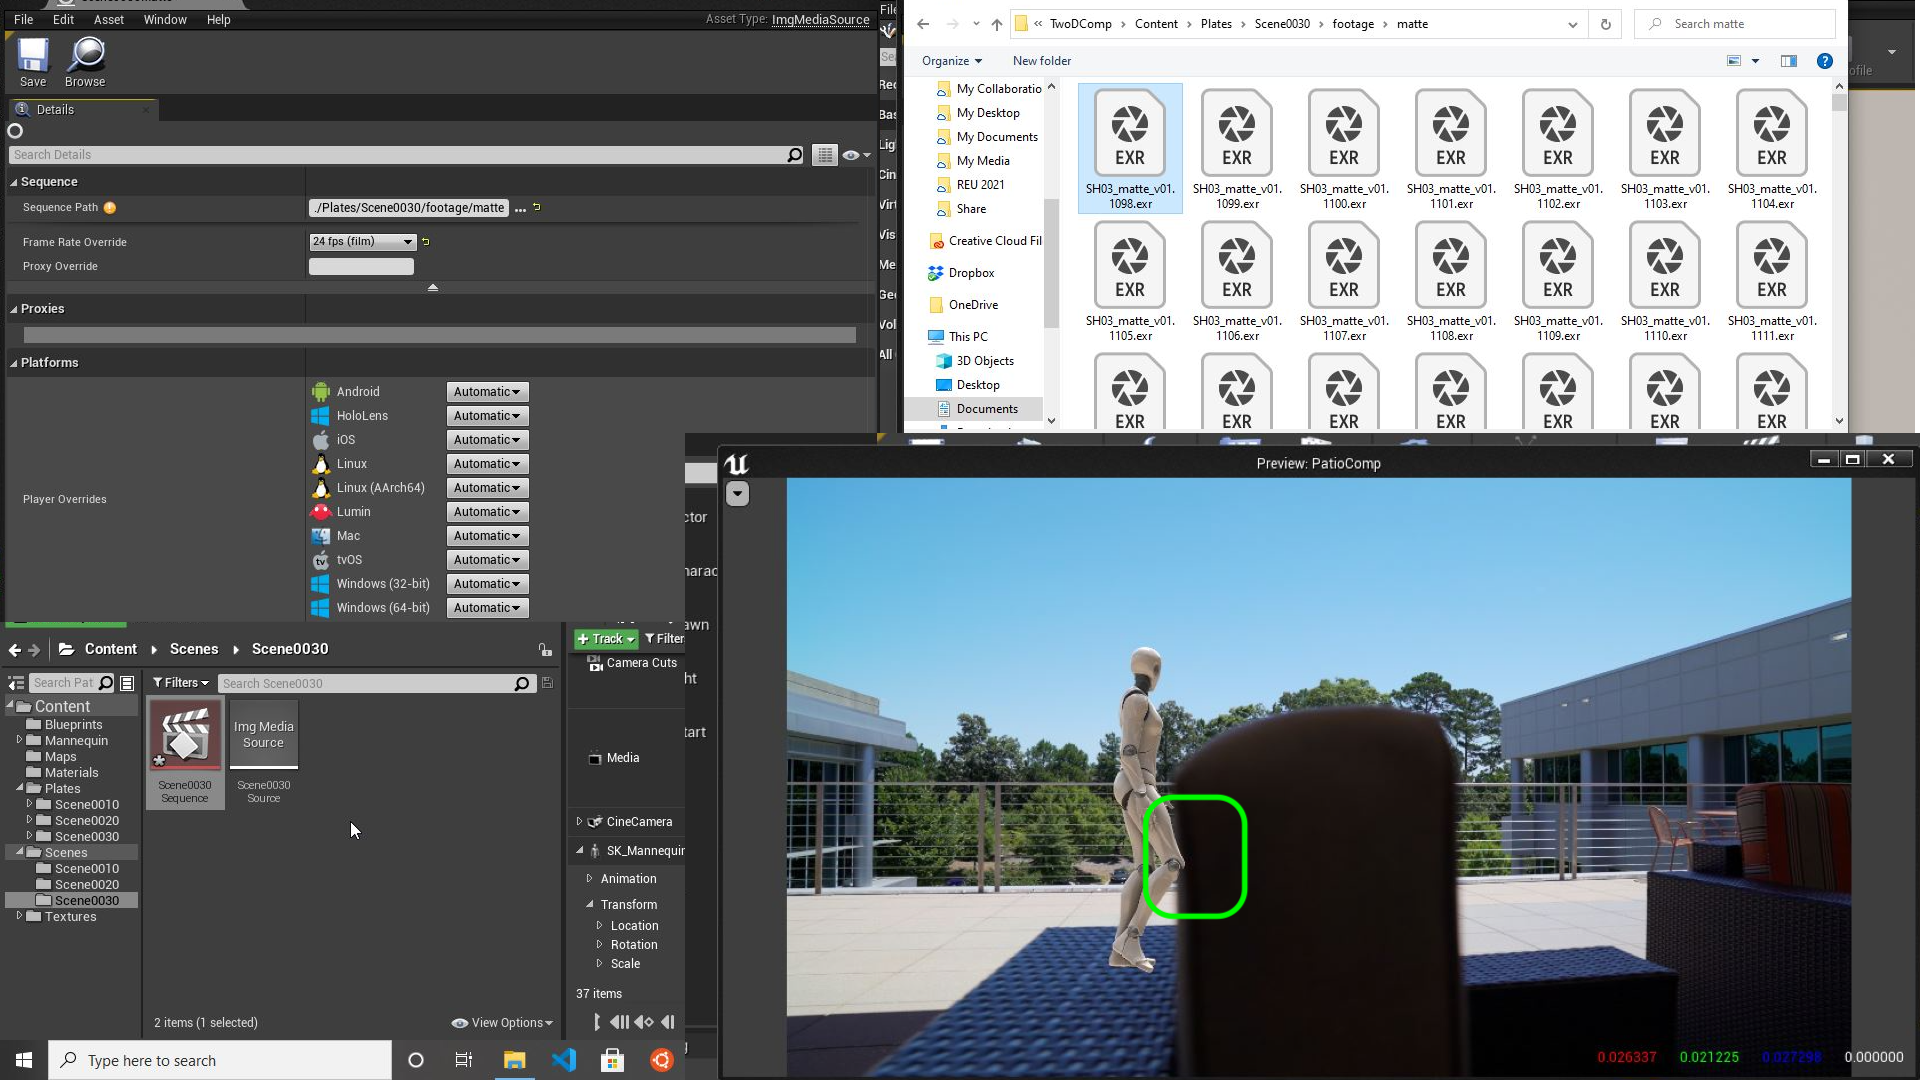 File Edit Asset Window Help
Asset Type: ImgMediaSource
Save Browse
Details
Search Details
Sequence
Sequence Path ./Plates/Scene0030/footage/matte ...
Frame Rate Override 24 fps (film)
Proxy Override
Proxies
Platforms
Player Overrides
Android Automatic
HoloLens Automatic
iOS Automatic
Linux Automatic
Linux (AArch64) Automatic
Lumin Automatic
Mac Automatic
tvOS Automatic
Windows (32-bit) Automatic
Windows (64-bit) Automatic
« TwoDComp › Content › Plates › Scene0030 › footage › matte
Search matte
Organize New folder
My Collaboratio
My Desktop
My Documents
My Media
REU 2021
Share
Creative Cloud Fil
Dropbox
OneDrive
This PC
3D Objects
Desktop
Documents
EXR EXR EXR EXR EXR EXR EXR
SH03_matte_v01. SH03_matte_v01. SH03_matte_v01. SH03_matte_v01. SH03_matte_v01. SH03_matte_v01. SH03_matte_v01.
1098.exr 1099.exr 1100.exr 1101.exr 1102.exr 1103.exr 1104.exr
EXR EXR EXR EXR EXR EXR EXR
SH03_matte_v01. SH03_matte_v01. SH03_matte_v01. SH03_matte_v01. SH03_matte_v01. SH03_matte_v01. SH03_matte_v01.
1105.exr 1106.exr 1107.exr 1108.exr 1109.exr 1110.exr 1111.exr
EXR EXR EXR EXR EXR EXR EXR
Content Scenes Scene0030
Search Pat
Filters Search Scene0030
Content
Blueprints
Mannequin
Maps
Materials
Plates
Scene0010
Scene0020
Scene0030
Scenes
Scene0010
Scene0020
Scene0030
Textures
Img Media
Source
Scene0030
Sequence
Scene0030
Source
2 items (1 selected)
View Options
+ Track Filter
Camera Cuts
Media
CineCamera
SK_Mannequin
Animation
Transform
Location
Rotation
Scale
37 items
Preview: PatioComp
0.026337 0.021225 0.027298 0.000000
Type here to search